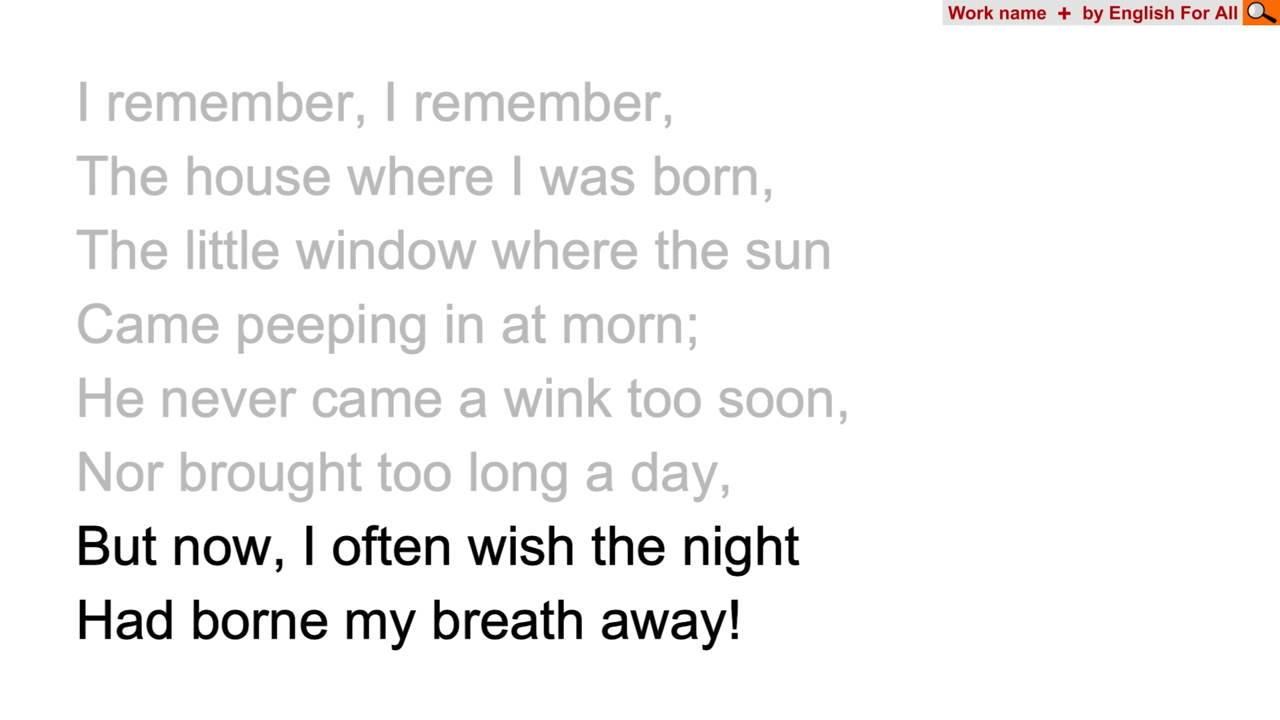 Work name + by English For All
I remember, I remember,
The house where I was born,
The little window where the sun
Came peeping in at morn;
He never came a wink too soon,
Nor brought too long a day,
But now, I often wish the night
Had borne my breath away!